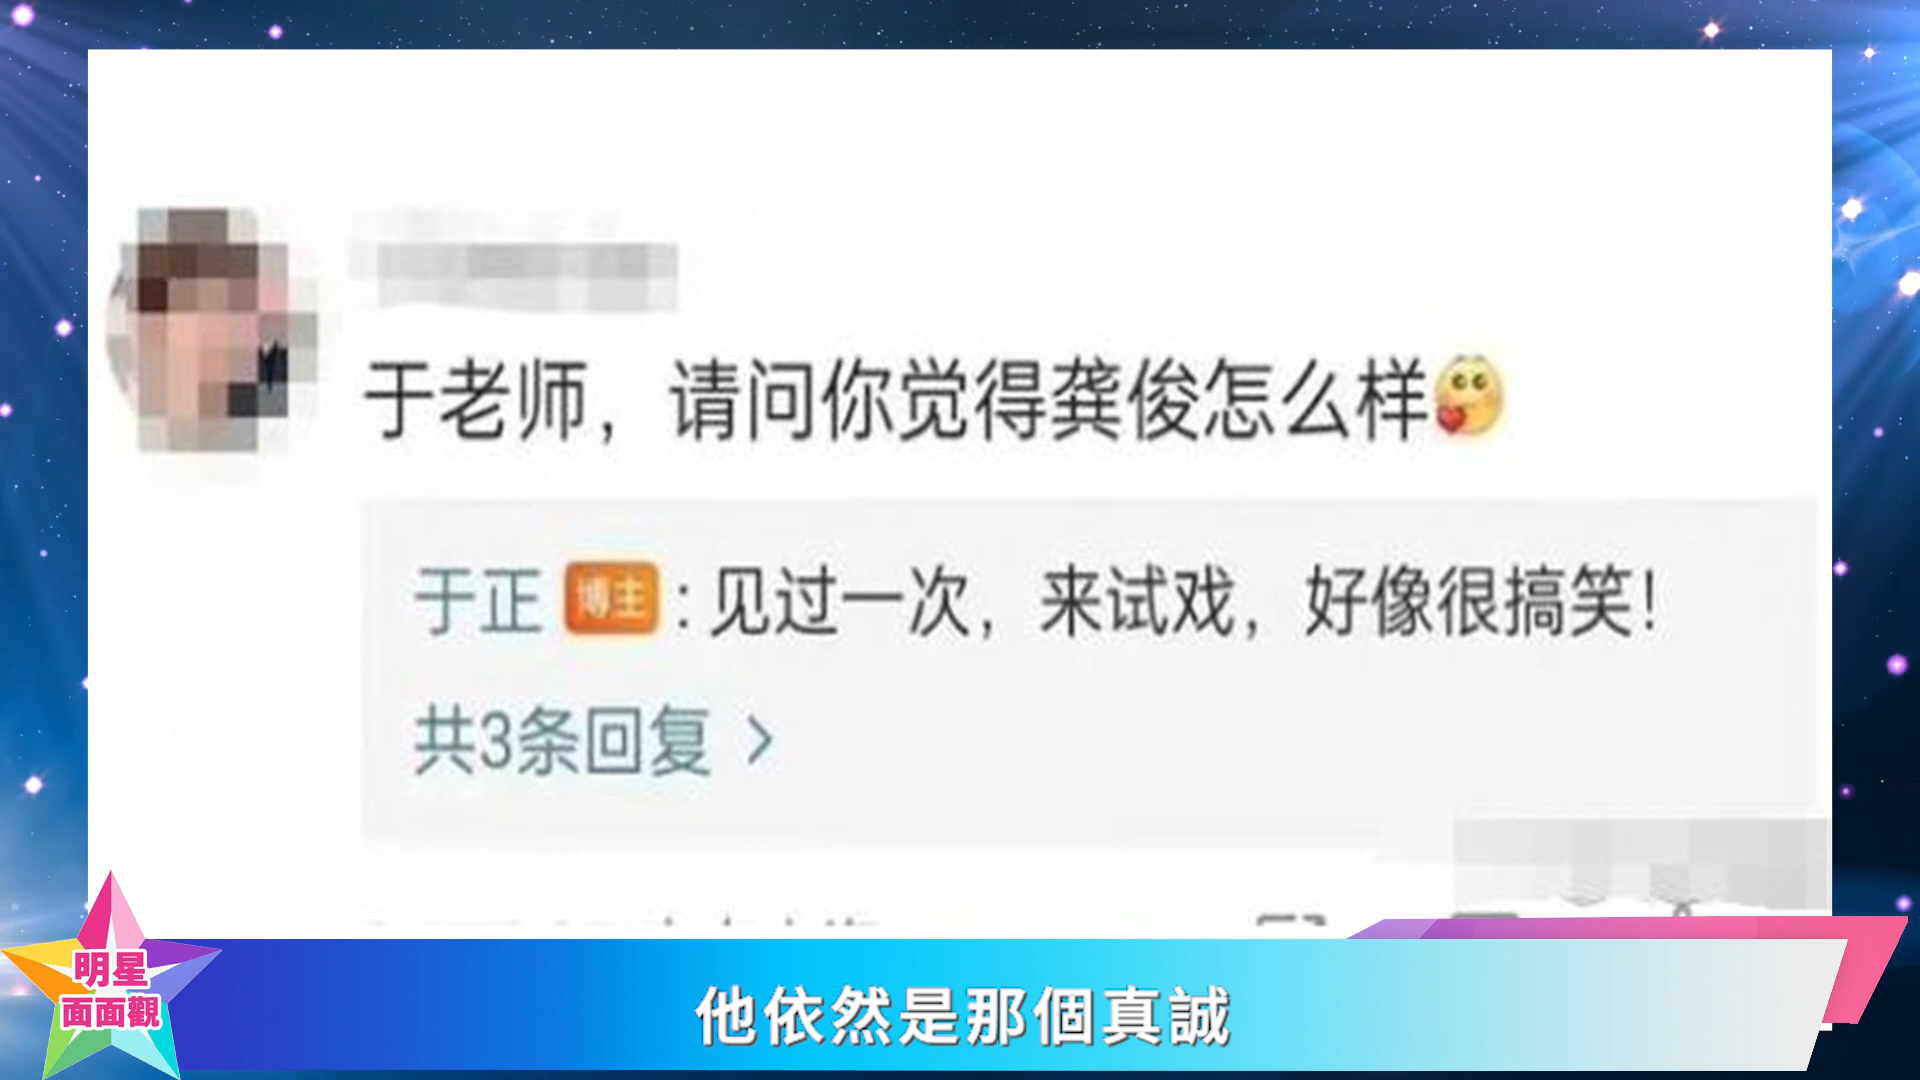 于老师，请问你觉得龚俊怎么样
于正 博主：见过一次，来试戏，好像很搞笑！
共3条回复 >
明星
面面觀
他依然是那個真誠